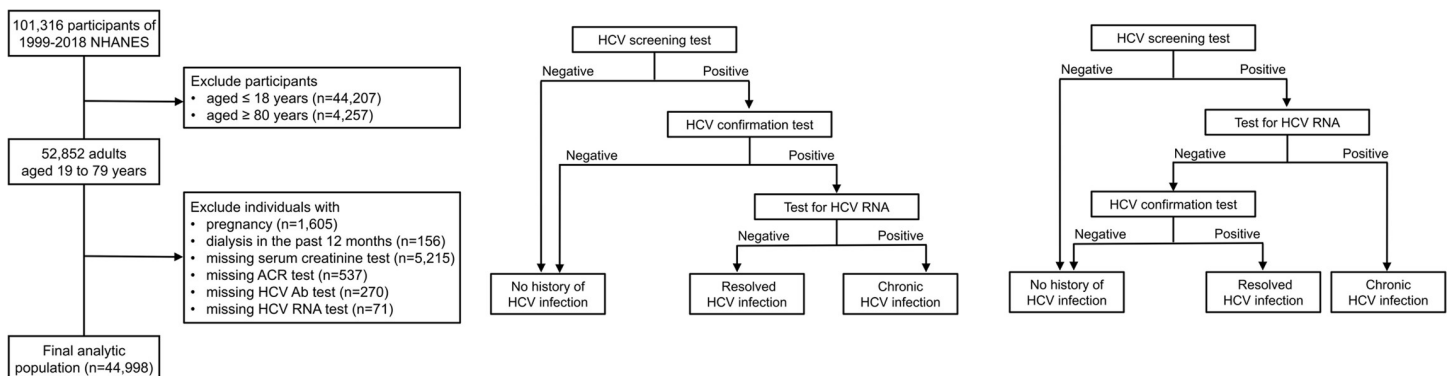 101,316 participants of
1999-2018 NHANES
Exclude participants
• aged ≤ 18 years (n=44,207)
• aged ≥ 80 years (n=4,257)
52,852 adults
aged 19 to 79 years
Exclude individuals with
• pregnancy (n=1,605)
• dialysis in the past 12 months (n=156)
• missing serum creatinine test (n=5,215)
• missing ACR test (n=537)
• missing HCV Ab test (n=270)
• missing HCV RNA test (n=71)
Final analytic
population (n=44,998)
HCV screening test
Negative
Positive
HCV confirmation test
Negative
Positive
Test for HCV RNA
Negative
Positive
No history of
HCV infection
Resolved
HCV infection
Chronic
HCV infection
HCV screening test
Negative
Positive
Test for HCV RNA
Negative
Positive
HCV confirmation test
Negative
Positive
No history of
HCV infection
Resolved
HCV infection
Chronic
HCV infection